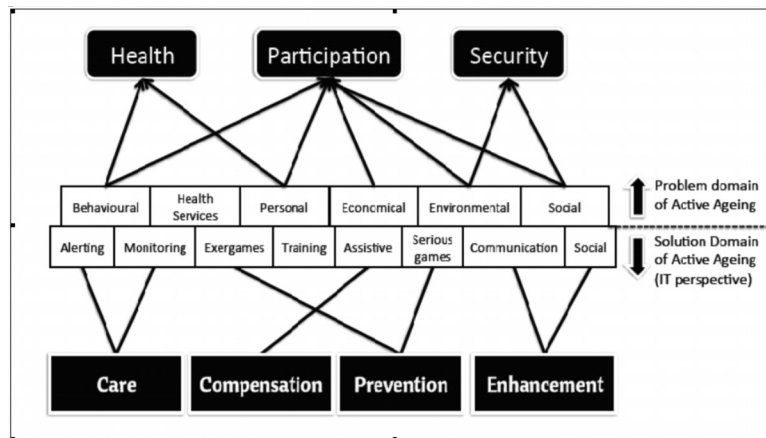 Health
Participation
Security
Behavioural
Health
Services
Personal
Economical
Environmental
Social
Problem domain
of Active Ageing
Alerting
Monitoring
Exergames
Training
Assistive
Serious
games
Communication
Social
Solution Domain
of Active Ageing
(IT perspective)
Care
Compensation
Prevention
Enhancement